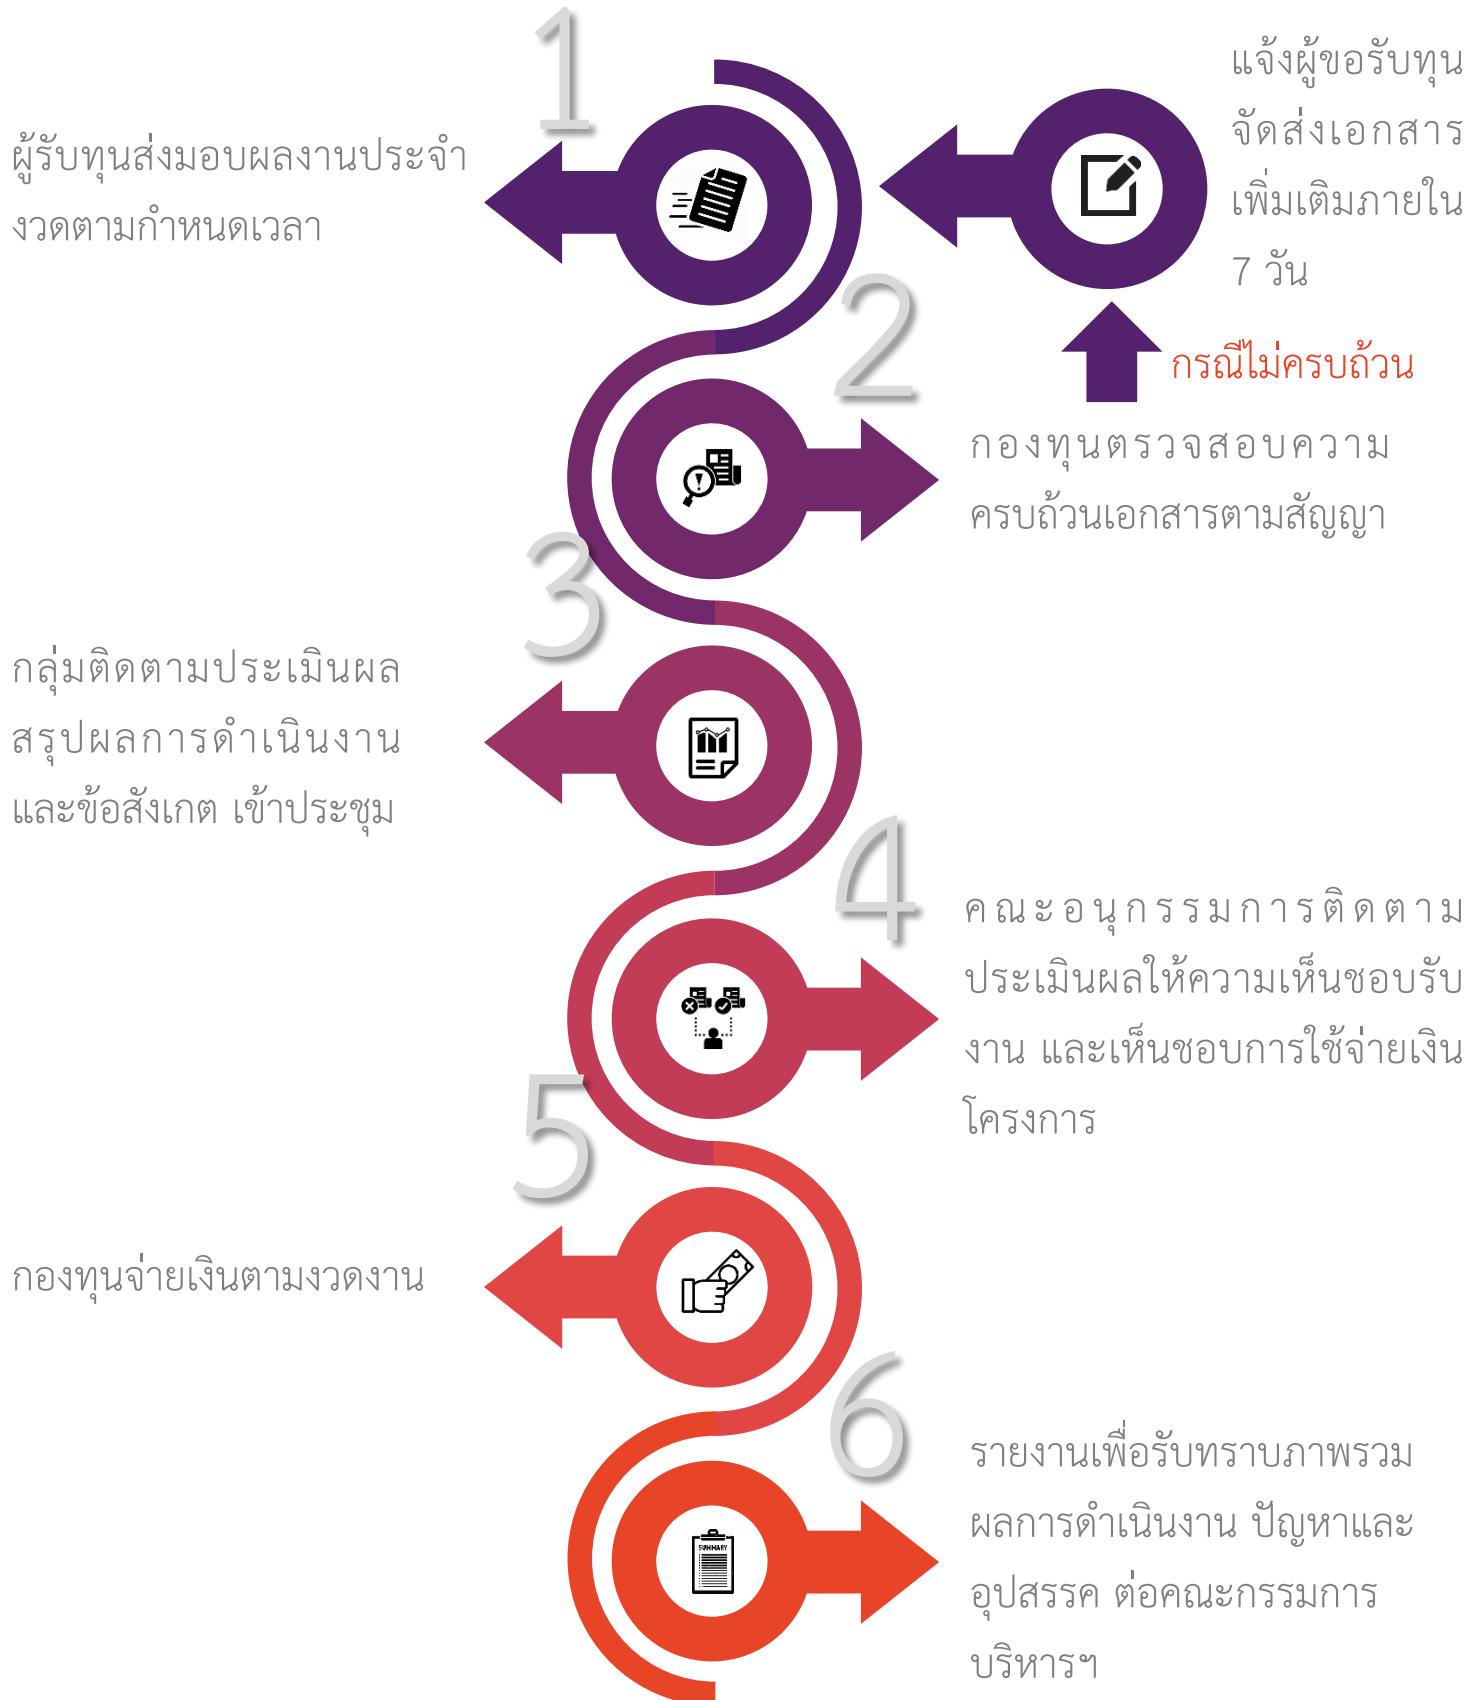 1
ผู้รับทุนส่งมอบผลงานประจำ
งวดตามกำหนดเวลา
แจ้งผู้ขอรับทุน
จัดส่งเอกสาร
เพิ่มเติมภายใน
7 วัน
กรณีไม่ครบถ้วน
2
กองทุนตรวจสอบความ
ครบถ้วนเอกสารตามสัญญา
3
กลุ่มติดตามประเมินผล
สรุปผลการดำเนินงาน
และข้อสังเกต เข้าประชุม
4
คณะอนุกรรมการติดตาม
ประเมินผลให้ความเห็นชอบรับ
งาน และเห็นชอบการใช้จ่ายเงิน
โครงการ
5
กองทุนจ่ายเงินตามงวดงาน
6
รายงานเพื่อรับทราบภาพรวม
ผลการดำเนินงาน ปัญหาและ
อุปสรรค ต่อคณะกรรมการ
บริหารฯ
SUMMARY